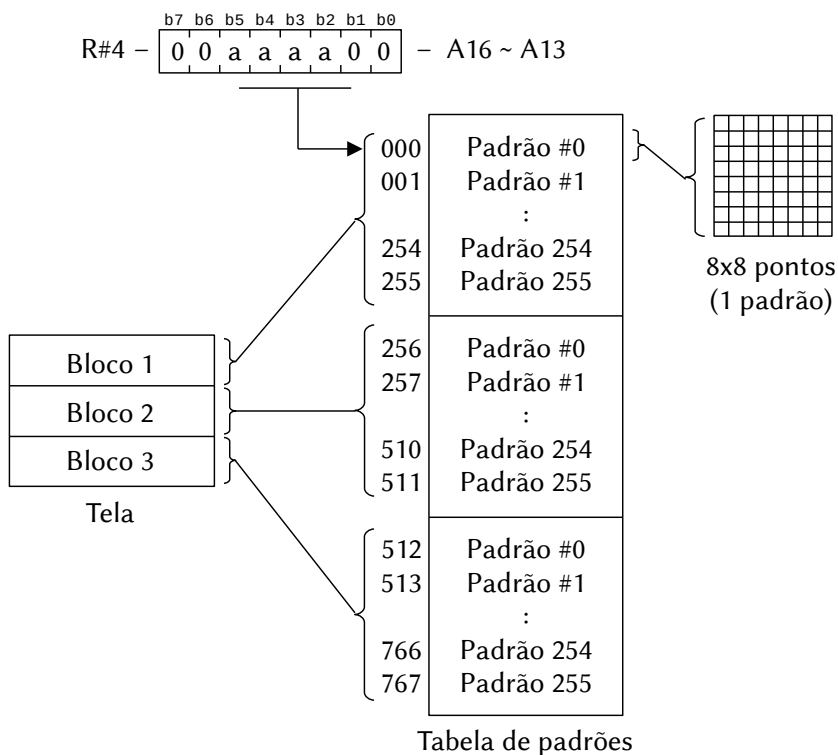 b7 b6 b5 b4 b3 b2 b1 b0
R#4 – 0 0 a a a a 0 0 – A16 ~ A13
000 Padrão #0
001 Padrão #1
:
254 Padrão 254
255 Padrão 255
8x8 pontos
(1 padrão)
256 Padrão #0
257 Padrão #1
:
510 Padrão 254
511 Padrão 255
Bloco 1
Bloco 2
Bloco 3
Tela
512 Padrão #0
513 Padrão #1
:
766 Padrão 254
767 Padrão 255
Tabela de padrões